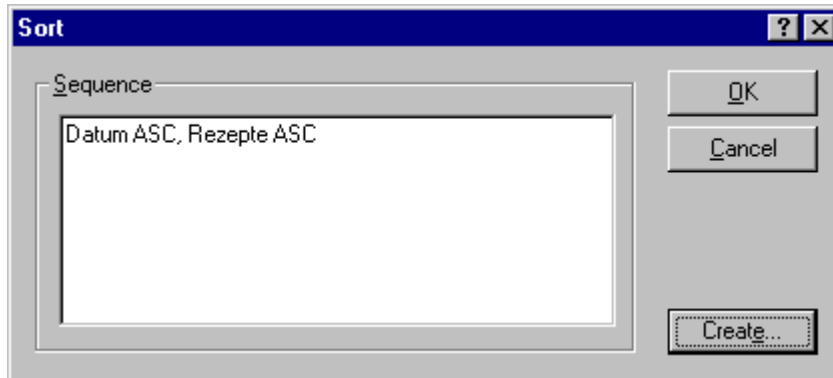 Sort
Sequence
Datum ASC, Rezepte ASC
OK
Cancel
Create...